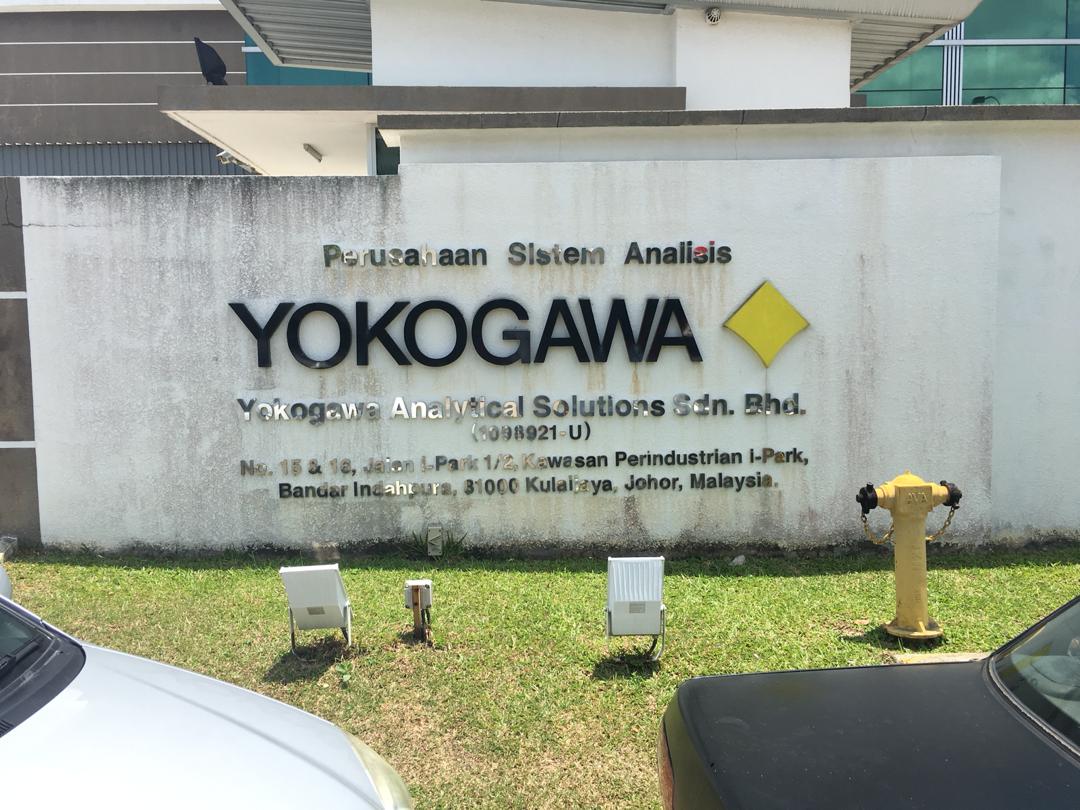 Perusahaan Sistem Analisis
YOKOGAWA
Yokogawa Analytical Solutions Sdn. Bhd.
(1098921-U)
No. 15 & 16, Jalan i-Park 1/2, Kawasan Perindustrian i-Park,
Bandar Indahpura, 81000 Kulaijaya, Johor, Malaysia.
AVA